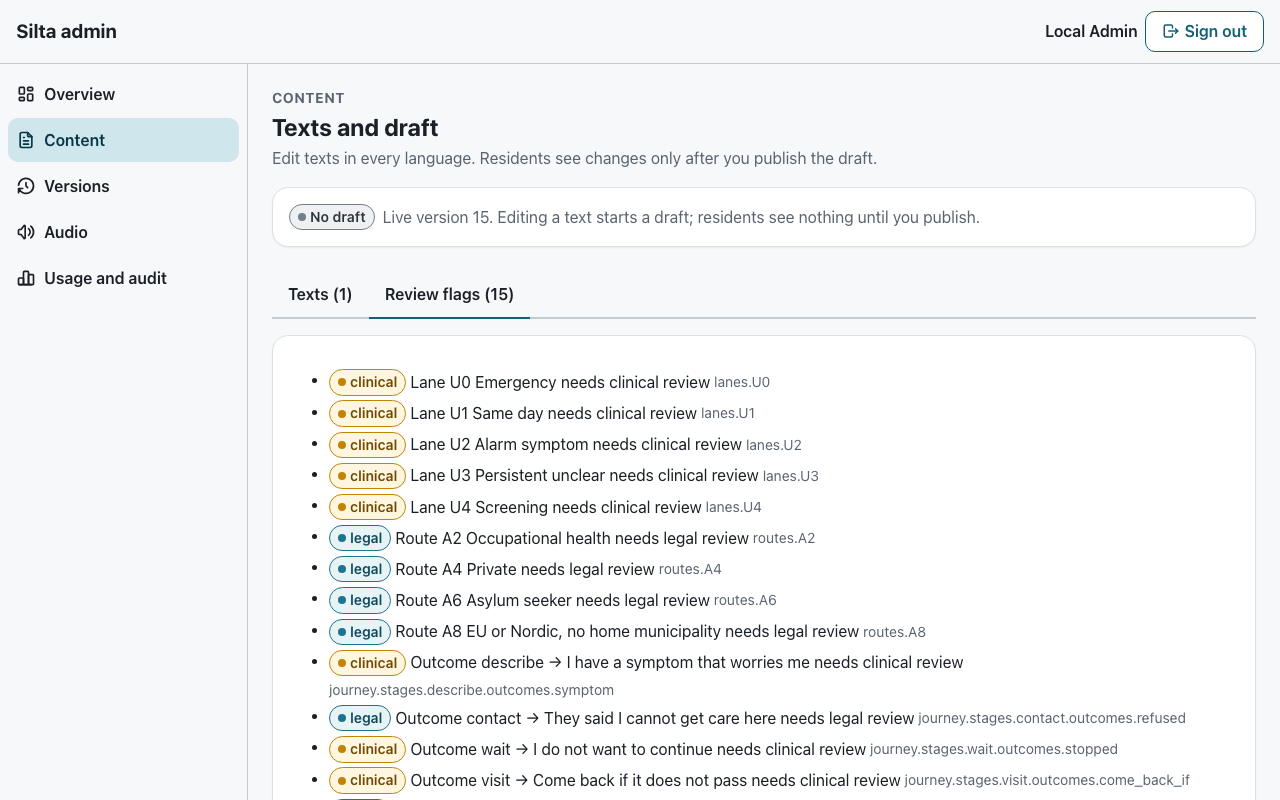 Silta admin
Local Admin
Sign out
Overview
Content
Versions
Audio
Usage and audit
CONTENT
Texts and draft
Edit texts in every language. Residents see changes only after you publish the draft.
No draft Live version 15. Editing a text starts a draft; residents see nothing until you publish.
Texts (1) Review flags (15)
• clinical Lane U0 Emergency needs clinical review lanes.U0
• clinical Lane U1 Same day needs clinical review lanes.U1
• clinical Lane U2 Alarm symptom needs clinical review lanes.U2
• clinical Lane U3 Persistent unclear needs clinical review lanes.U3
• clinical Lane U4 Screening needs clinical review lanes.U4
• legal Route A2 Occupational health needs legal review routes.A2
• legal Route A4 Private needs legal review routes.A4
• legal Route A6 Asylum seeker needs legal review routes.A6
• legal Route A8 EU or Nordic, no home municipality needs legal review routes.A8
• clinical Outcome describe → I have a symptom that worries me needs clinical review
journey.stages.describe.outcomes.symptom
• legal Outcome contact → They said I cannot get care here needs legal review journey.stages.contact.outcomes.refused
• clinical Outcome wait → I do not want to continue needs clinical review journey.stages.wait.outcomes.stopped
• clinical Outcome visit → Come back if it does not pass needs clinical review journey.stages.visit.outcomes.come_back_if